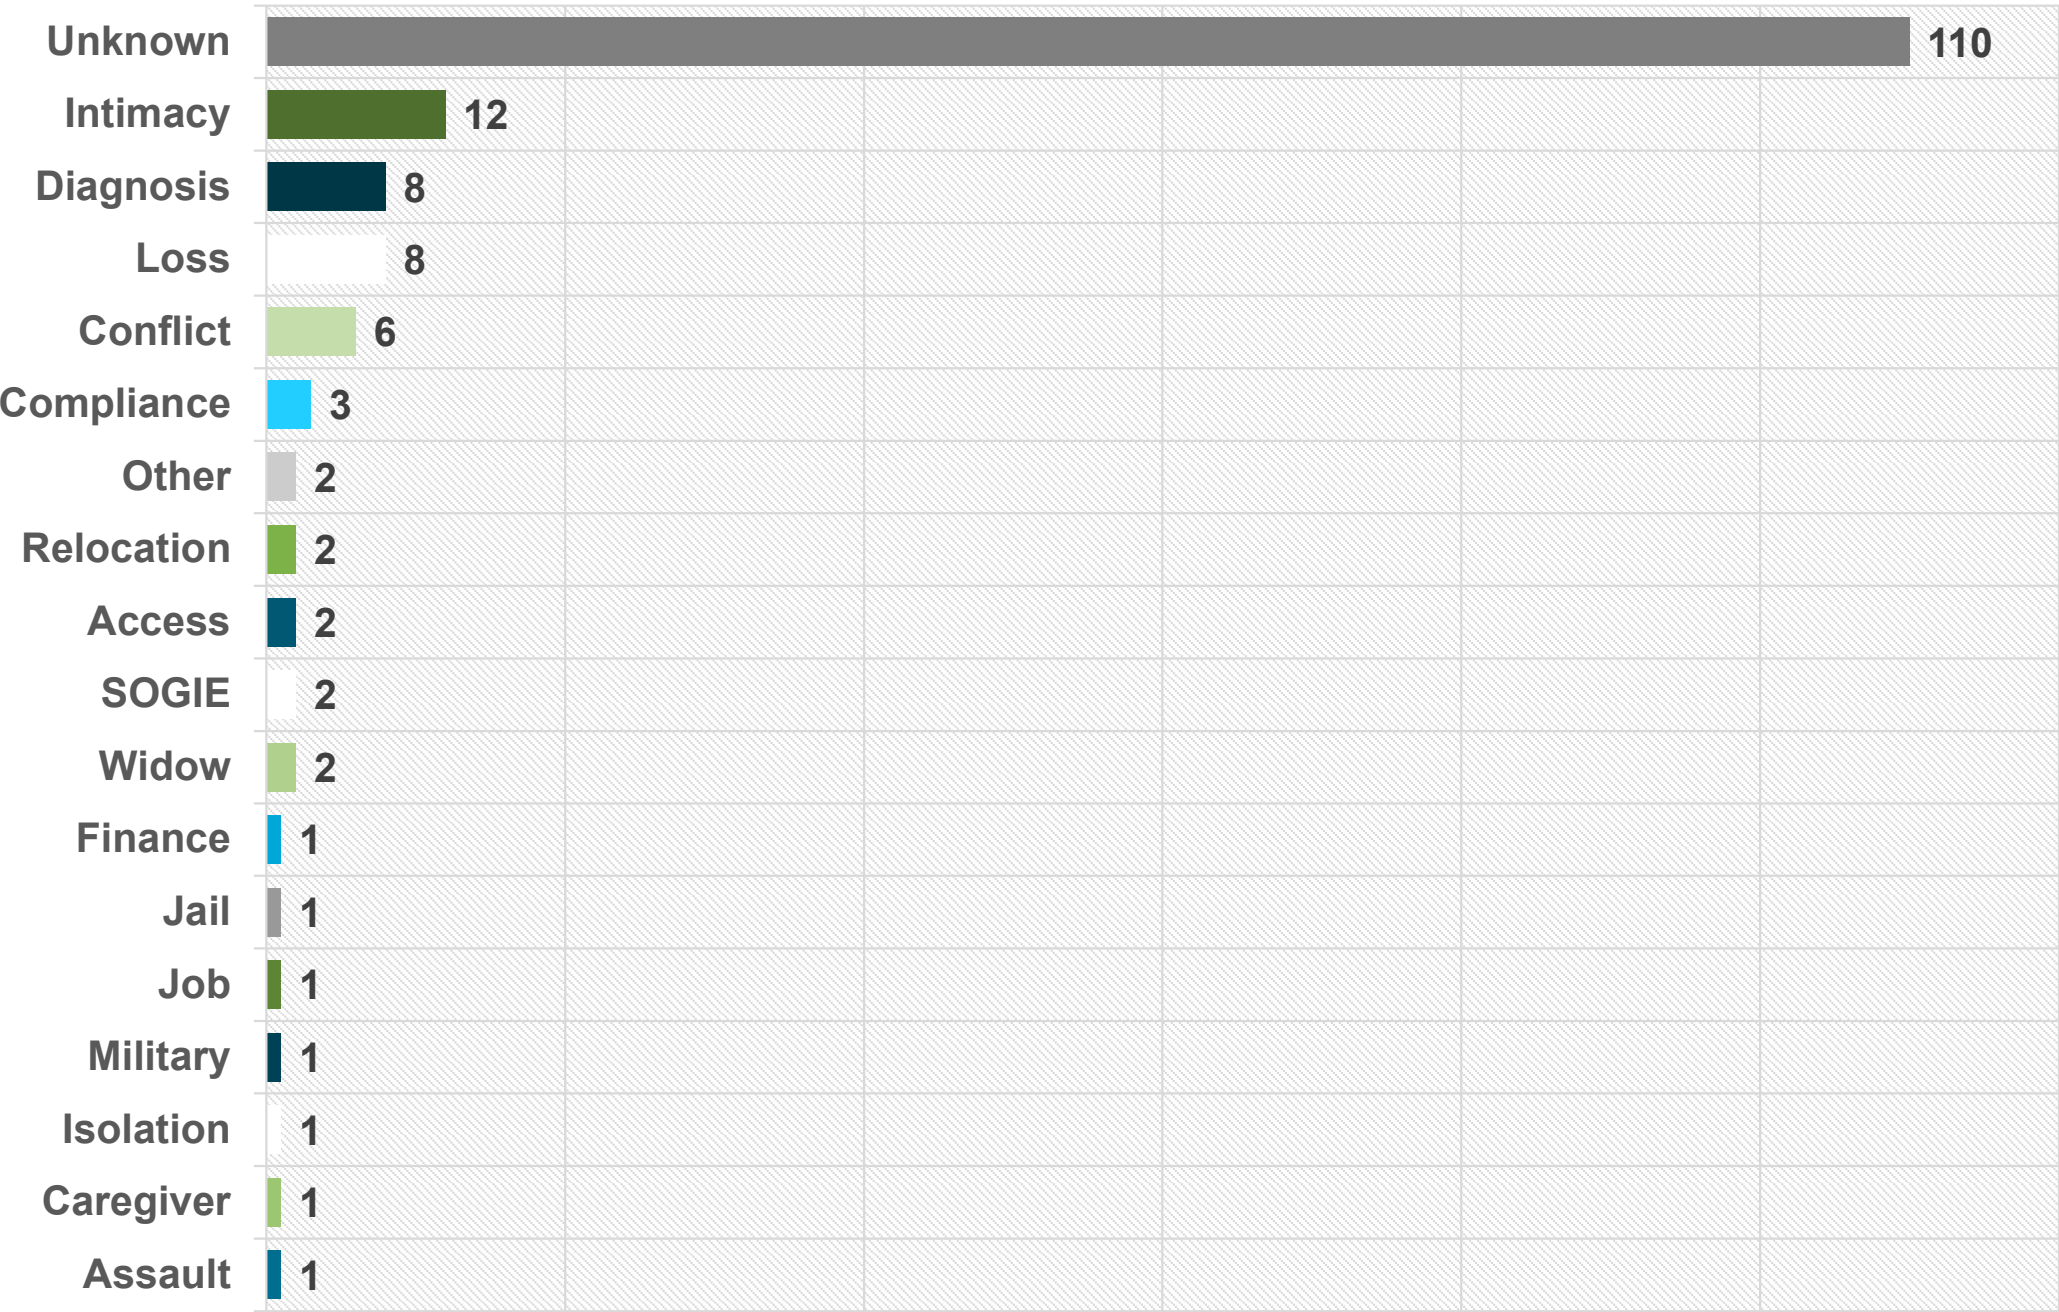 Unknown 110
Intimacy 12
Diagnosis 8
Loss 8
Conflict 6
Compliance 3
Other 2
Relocation 2
Access 2
SOGIE 2
Widow 2
Finance 1
Jail 1
Job 1
Military 1
Isolation 1
Caregiver 1
Assault 1